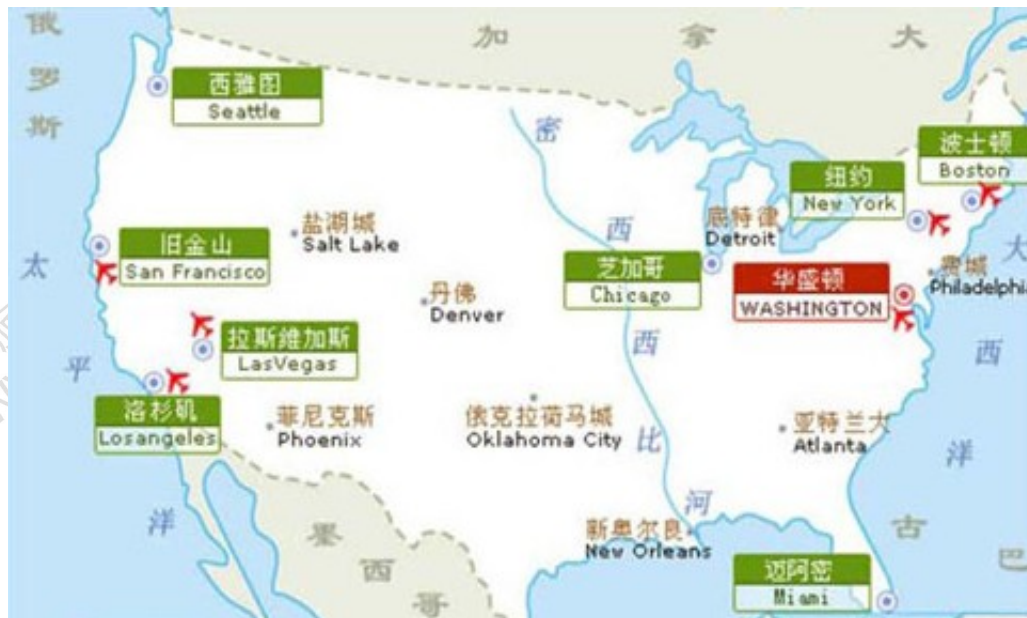 俄罗斯
加拿大
西雅图
Seattle
密西西比河
波士顿
Boston
纽约
New York
盐湖城
Salt Lake
底特律
Detroit
旧金山
San Francisco
芝加哥
Chicago
华盛顿
WASHINGTON
费城
Philadelphia
丹佛
Denver
拉斯维加斯
LasVegas
太平洋
大西洋
洛杉矶
Losangeles
菲尼克斯
Phoenix
俄克拉荷马城
Oklahoma City
亚特兰大
Atlanta
新奥尔良
New Orleans
墨西哥
古巴
迈阿密
Miami